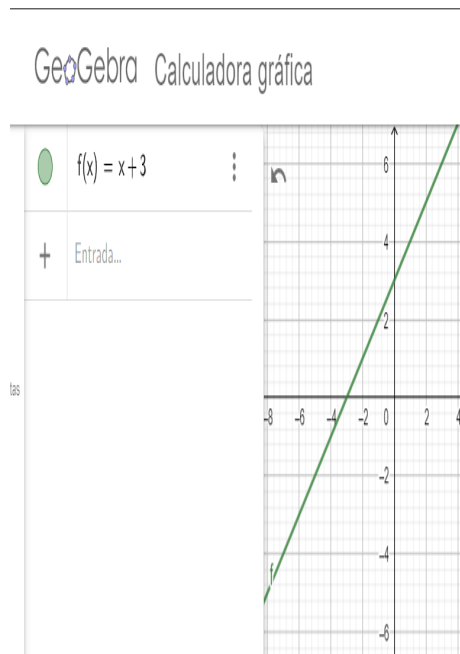 GeoGebra Calculadora gráfica
f(x) = x + 3
+ Entrada...
tas
6
4
2
-8 -6 -4 -2 0 2 4
-2
-4
f
-6